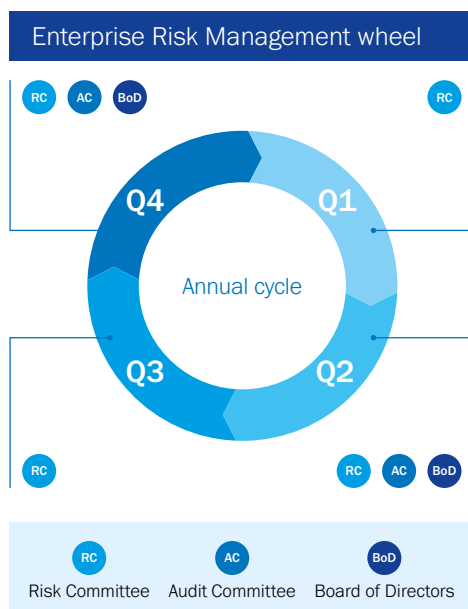 Enterprise Risk Management wheel
RC AC BoD
RC
Q4 Q1
Annual cycle
Q3 Q2
RC
RC AC BoD
RC AC BoD
Risk Committee Audit Committee Board of Directors